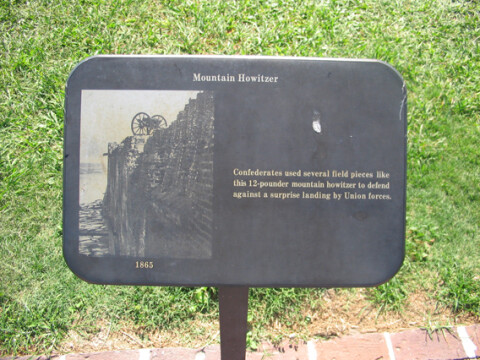 Mountain Howitzer
Confederates used several field pieces like
this 12-pounder mountain howitzer to defend
against a surprise landing by Union forces.
1865